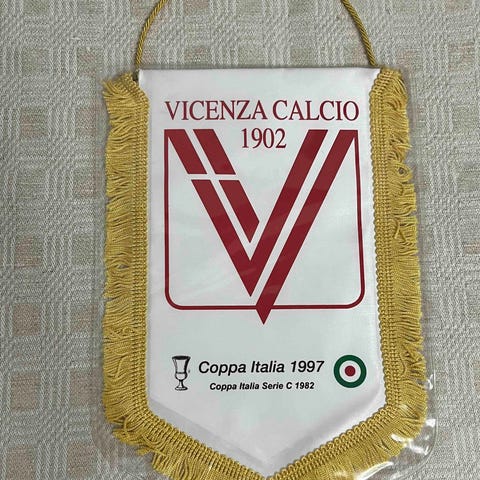 VICENZA CALCIO
1902
Coppa Italia 1997
Coppa Italia Serie C 1982